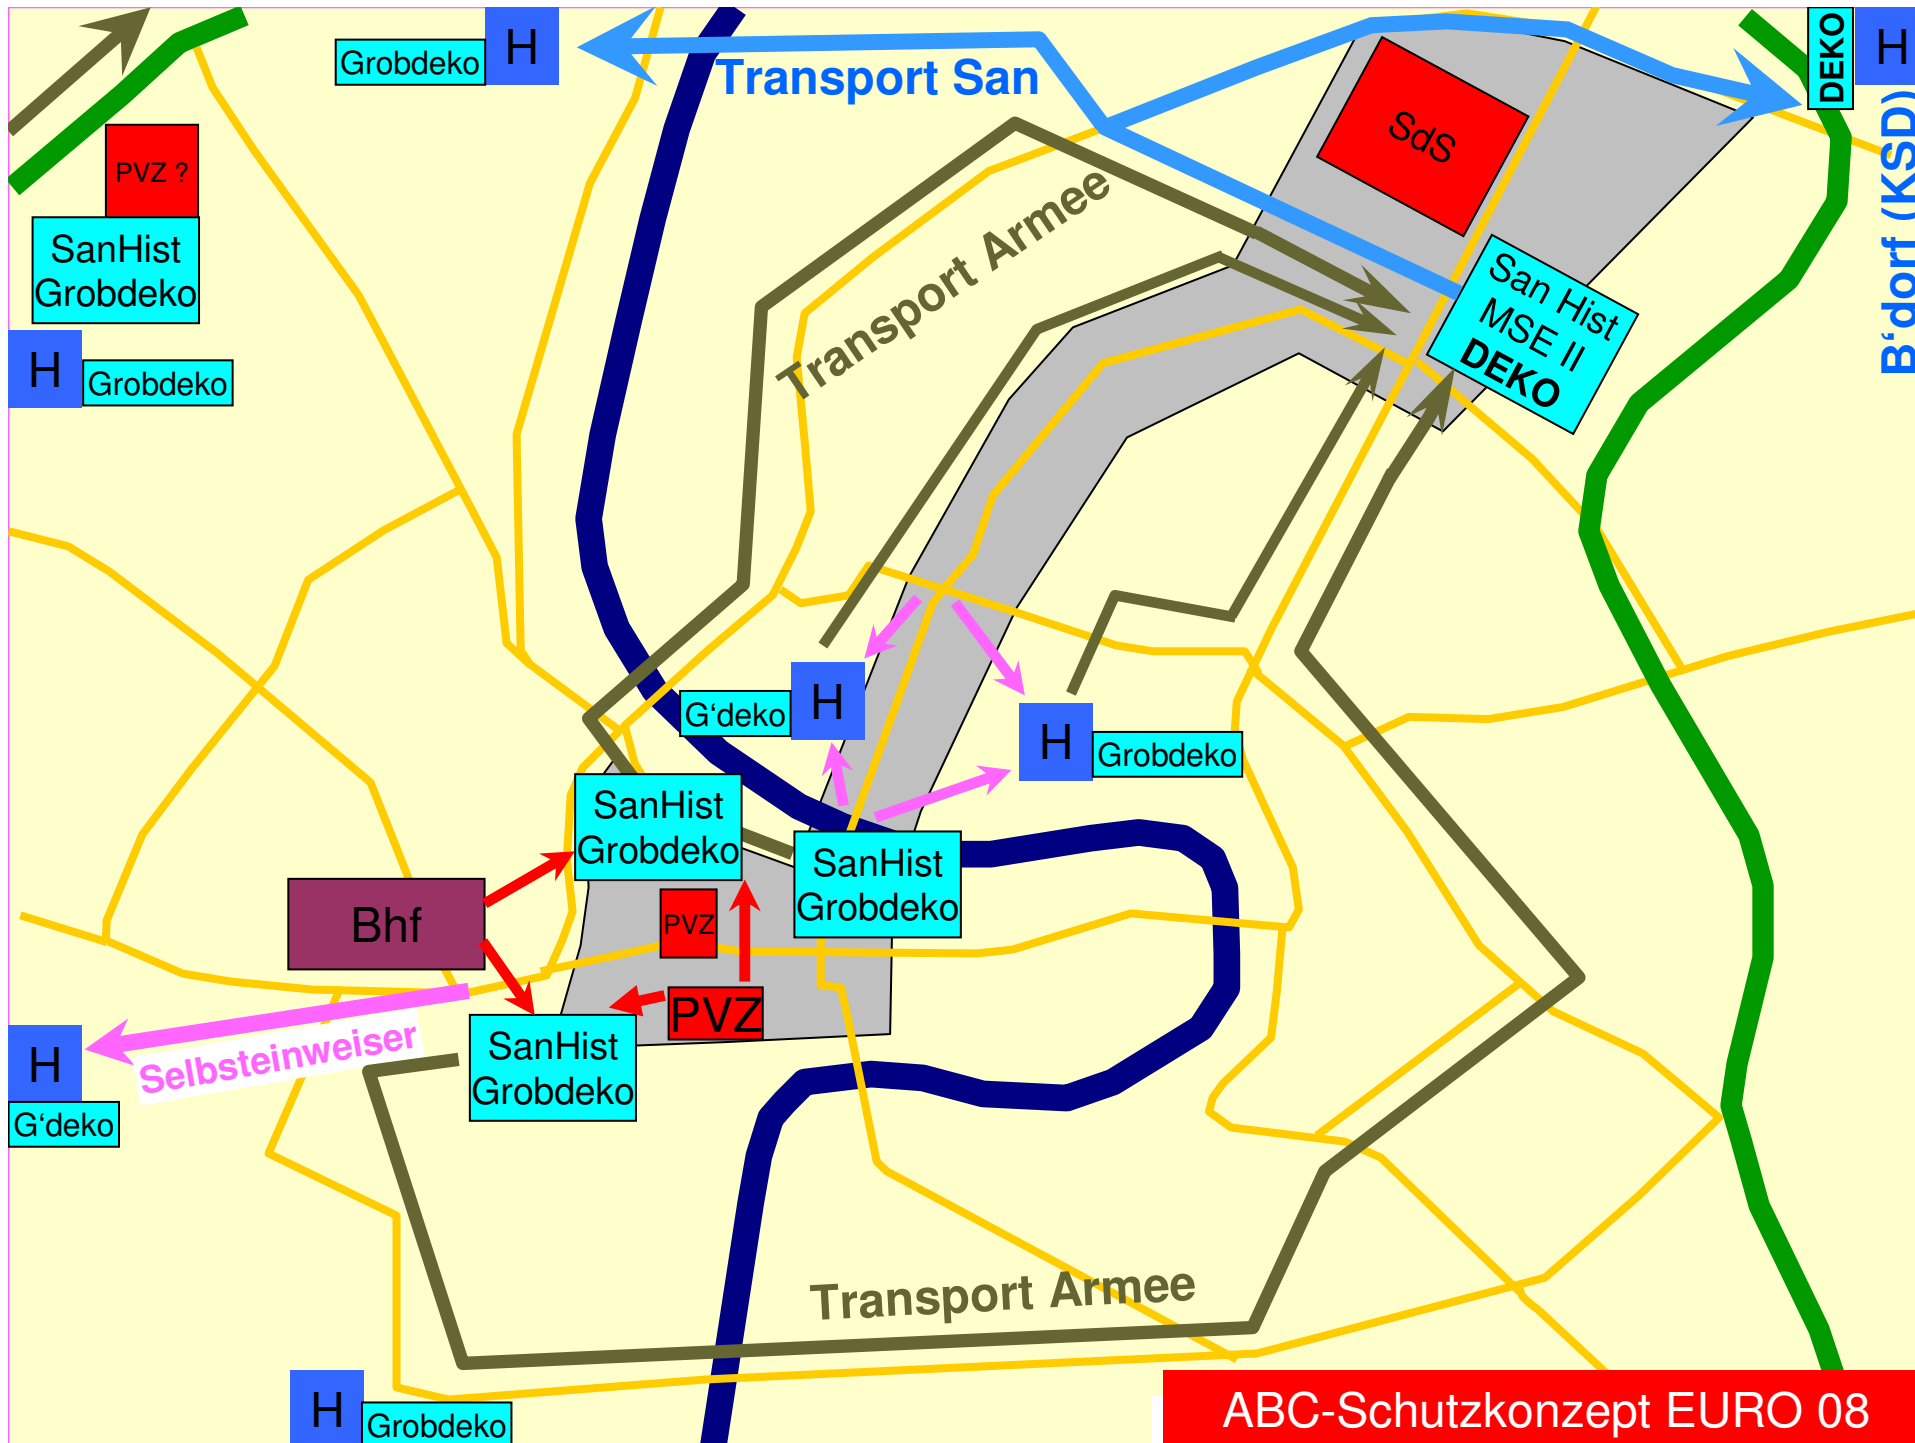 H
Grobdeko
Transport San
DEKO
H
B‘dorf (KSD)
SdS
PVZ ?
SanHist
Grobdeko
Transport Armee
San Hist
MSE II
DEKO
H
Grobdeko
G‘deko
H
H
Grobdeko
SanHist
Grobdeko
SanHist
Grobdeko
Bhf
PVZ
PVZ
SanHist
Grobdeko
Selbsteinweiser
H
G‘deko
Transport Armee
H
Grobdeko
ABC-Schutzkonzept EURO 08